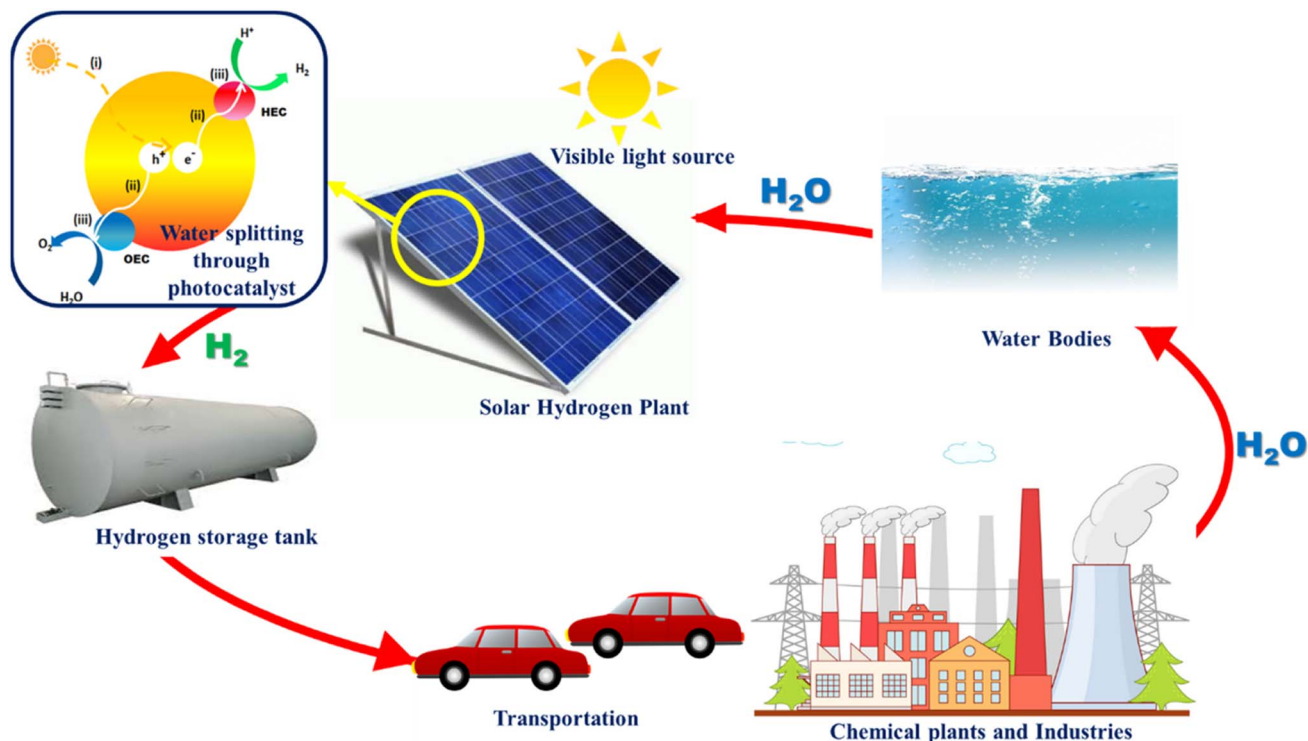 H⁺
(i)
(iii)
H₂
HEC
(ii)
h⁺
e⁻
(ii)
(iii)
O₂
OEC
H₂O
Water splitting
through
photocatalyst
Visible light source
H₂O
Water Bodies
H₂
Solar Hydrogen Plant
H₂O
Hydrogen storage tank
Transportation
Chemical plants and Industries